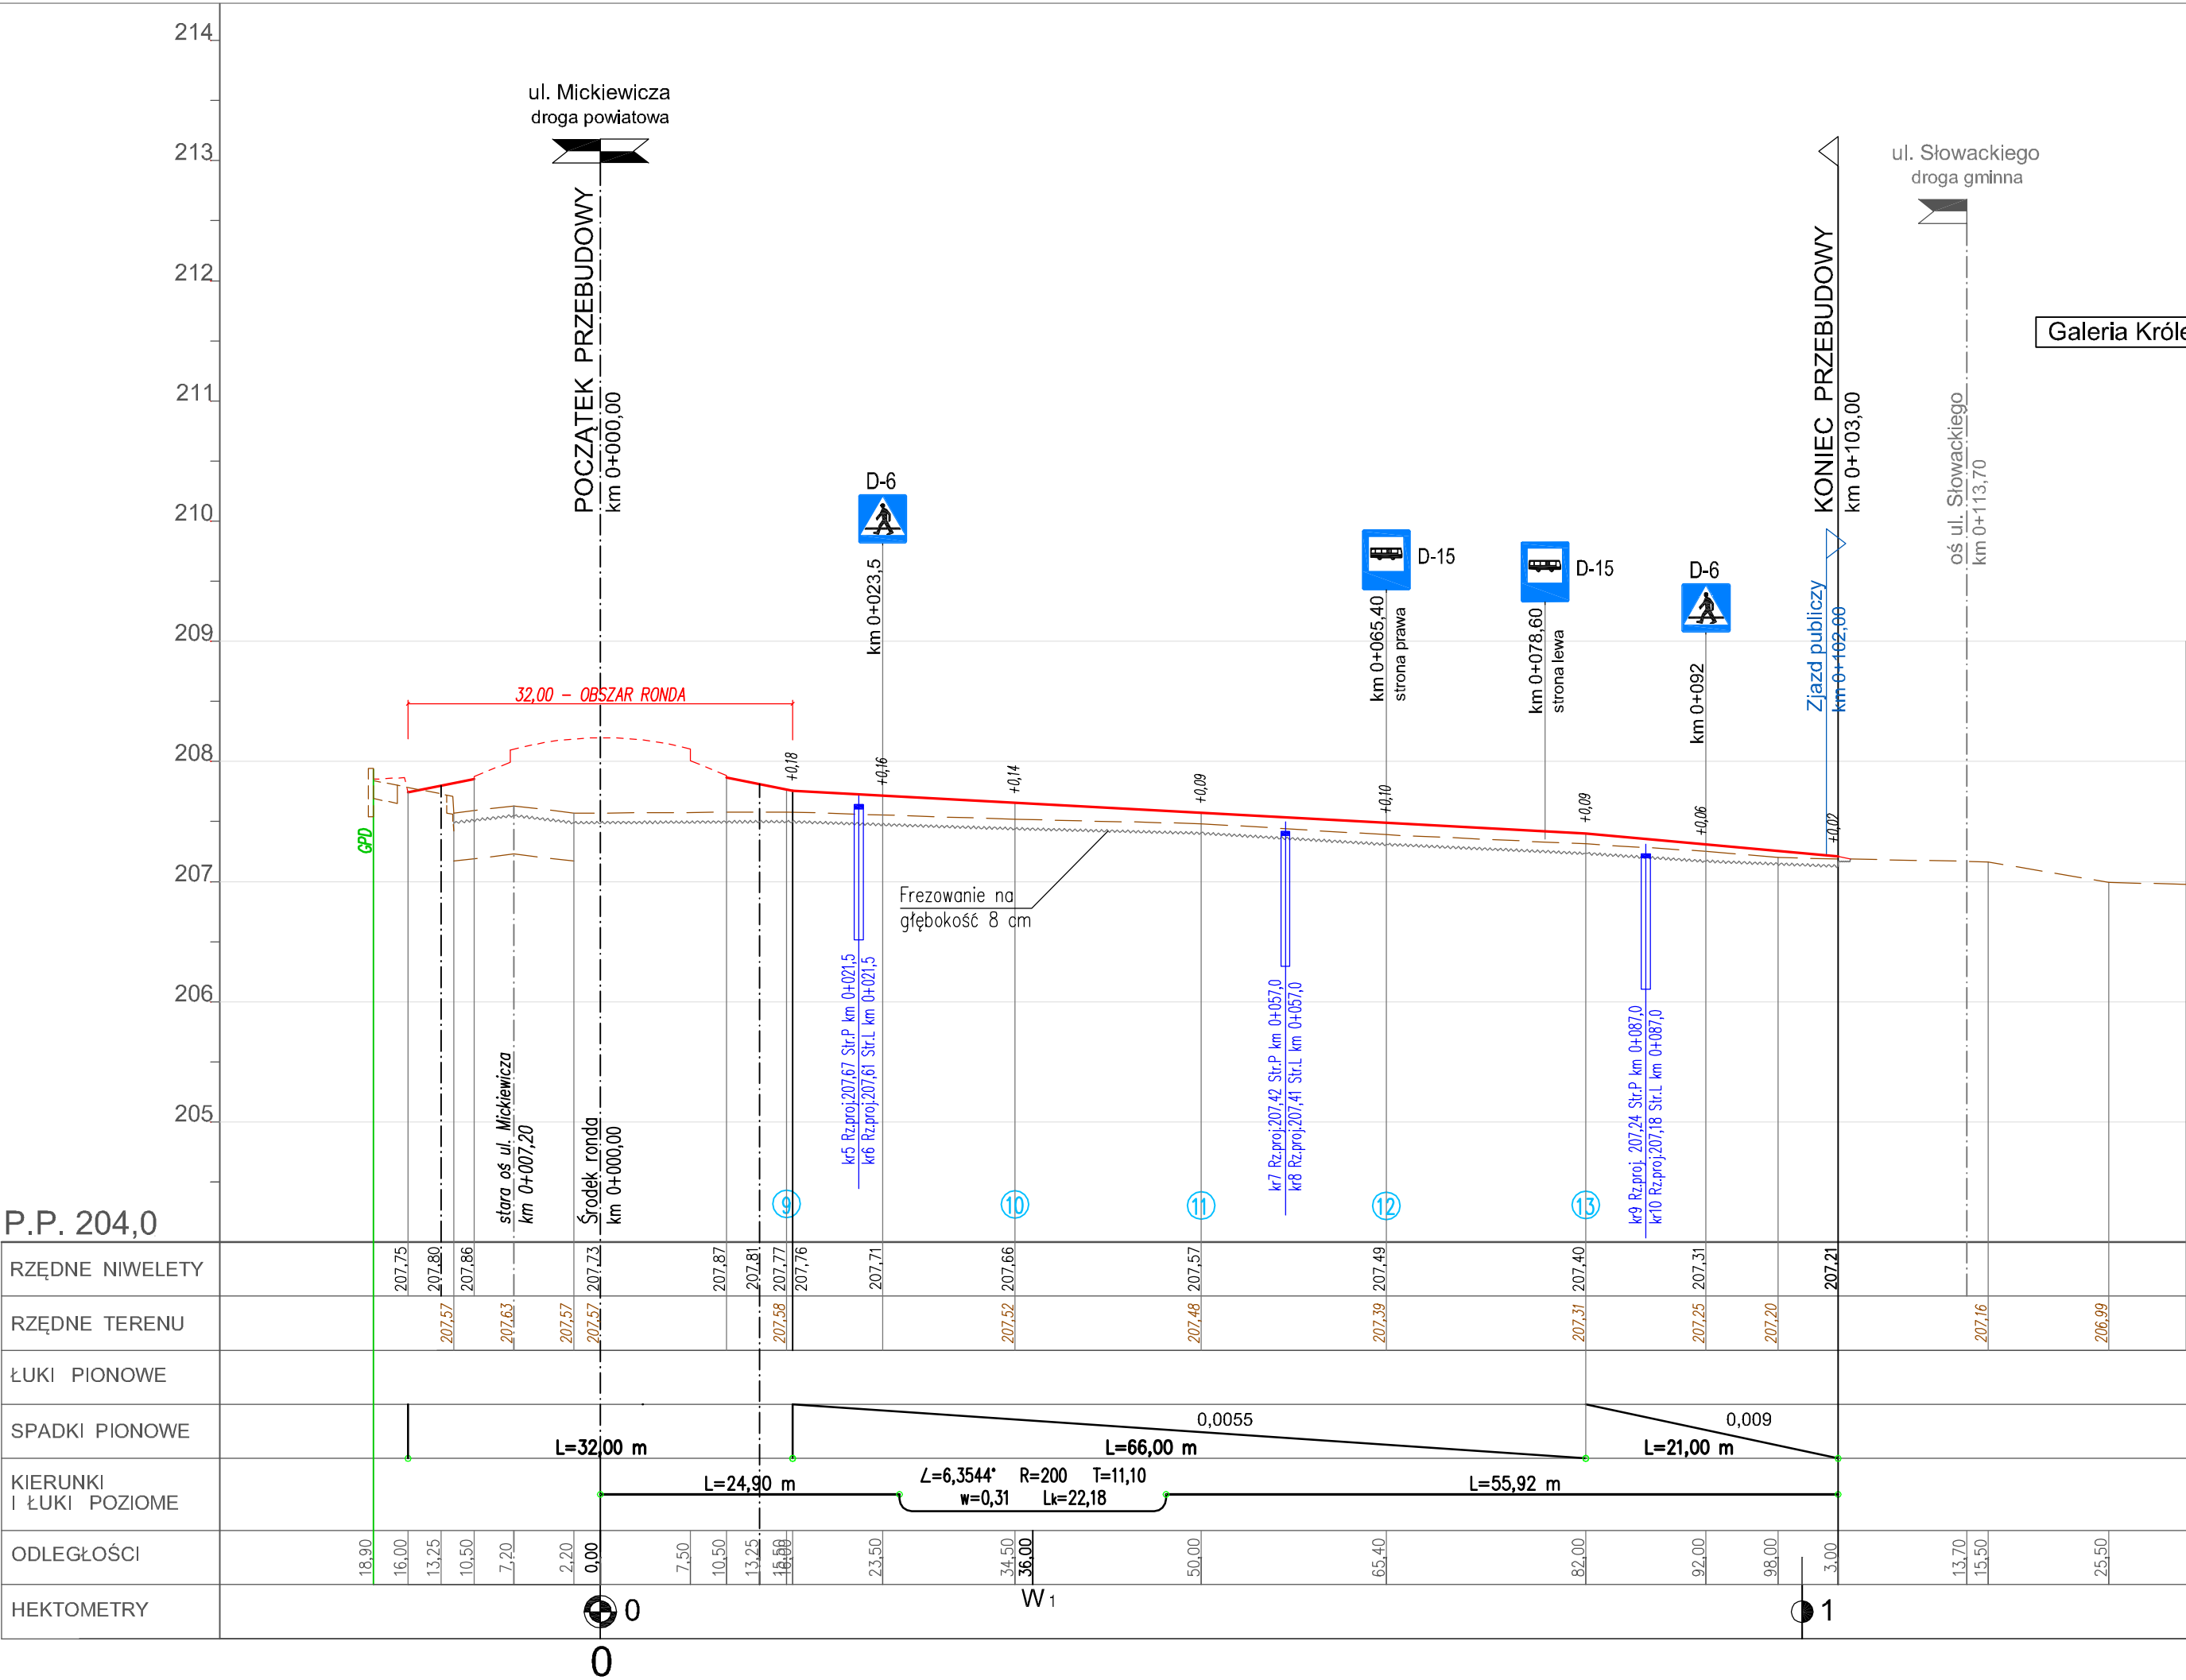 214
213
212
211
210
209
208
207
206
205
P.P. 204,0
ul. Mickiewicza
droga powiatowa
POCZĄTEK PRZEBUDOWY
km 0+000,00
D-6
km 0+023,5
D-15
km 0+065,40
strona prawa
D-15
km 0+078,60
strona lewa
D-6
km 0+092
KONIEC PRZEBUDOWY
km 0+103,00
Zjazd publiczy
km 0+102,00
ul. Słowackiego
droga gminna
oś ul. Słowackiego
km 0+113,70
Galeria Króle
32,00 - OBSZAR RONDA
+0,18
+0,16
+0,14
+0,09
+0,10
+0,09
+0,06
+0,02
GPD
Frezowanie na
głębokość 8 cm
stara oś ul. Mickiewicza
km 0+007,20
Środek ronda
km 0+000,00
kr5 Rz.proj.207,67 Str.P km 0+021,5
kr6 Rz.proj.207,61 Str.L km 0+021,5
kr7 Rz.proj.207,42 Str.P km 0+057,0
kr8 Rz.proj.207,41 Str.L km 0+057,0
kr9 Rz.proj. 207,24 Str.P km 0+087,0
kr10 Rz.proj.207,18 Str.L km 0+087,0
9
10
11
12
13
RZĘDNE NIWELETY
207,75
207,80
207,86
207,73
207,87
207,81
207,77
207,76
207,71
207,66
207,57
207,49
207,40
207,31
207,21
RZĘDNE TERENU
207,57
207,63
207,57
207,57
207,58
207,52
207,48
207,39
207,31
207,25
207,20
207,16
206,99
ŁUKI PIONOWE
SPADKI PIONOWE
L=32,00 m
0,0055
L=66,00 m
0,009
L=21,00 m
KIERUNKI
I ŁUKI POZIOME
L=24,90 m
∠=6,3544° R=200 T=11,10
w=0,31 Lk=22,18
L=55,92 m
ODLEGŁOŚCI
18,90
16,00
13,25
10,50
7,20
2,20
0,00
7,50
10,50
13,25
15,50
16,00
23,50
34,50
36,00
50,00
65,40
82,00
92,00
98,00
3,00
13,70
15,50
25,50
HEKTOMETRY
0
W 1
1
0